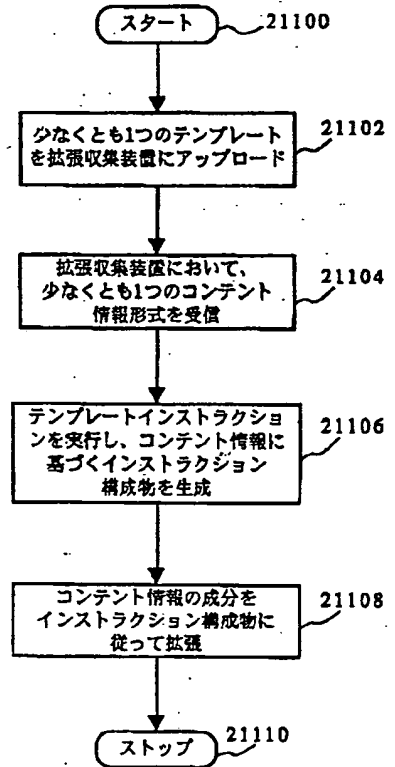 スタート
21100
少なくとも1つのテンプレート
を拡張収集装置にアップロード
21102
拡張収集装置において、
少なくとも1つのコンテント
情報形式を受信
21104
テンプレートインストラクショ
ンを実行し、コンテント情報に
基づくインストラクション
構成物を生成
21106
コンテント情報の成分を
インストラクション構成物に
従って拡張
21108
ストップ
21110